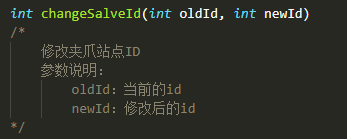 int changeSalveId(int oldId, int newId)
/*
修改夹爪站点ID
参数说明：
oldId：当前的id
newId：修改后的id
*/